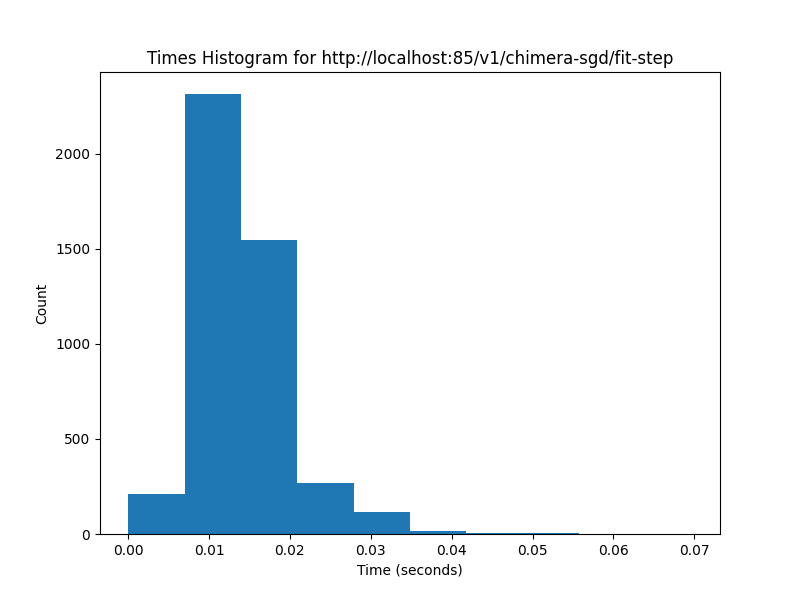 Times Histogram for http://localhost:85/v1/chimera-sgd/fit-step
2000
1500
1000
500
0
Count
0.00 0.01 0.02 0.03 0.04 0.05 0.06 0.07
Time (seconds)